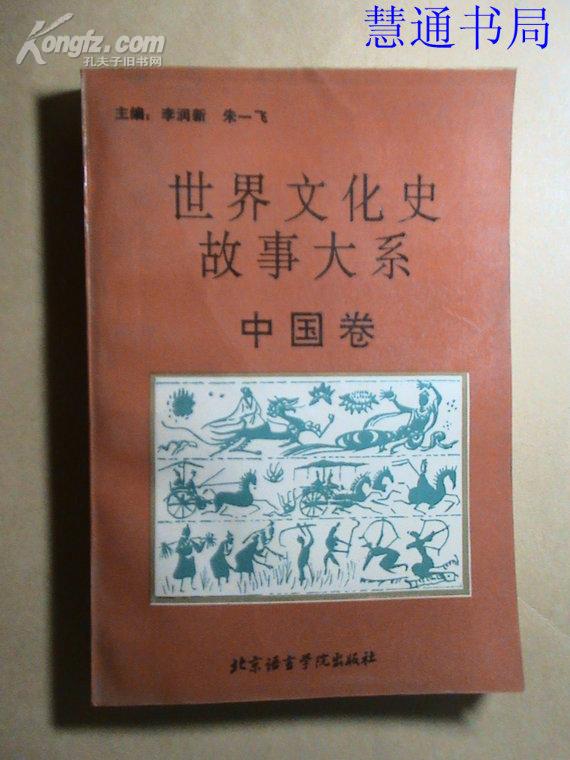 Kongfz.com
孔夫子旧书网
慧通书局
主编：李润新 朱一飞
世界文化史
故事大系
中国卷
北京语言学院出版社